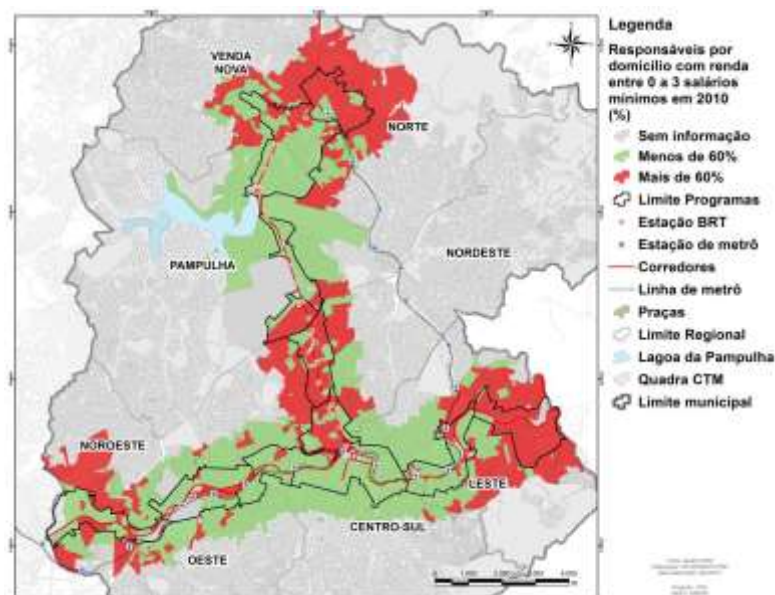 VENDA
NOVA
NORTE
NORDESTE
PAMPULHA
NOROESTE
LESTE
CENTRO-SUL
OESTE
Legenda
Responsáveis por
domicílio com renda
entre 0 a 3 salários
mínimos em 2010
(%)
Sem informação
Menos de 60%
Mais de 60%
Limite Programas
Estação BRT
Estação de metrô
Corredores
Linha de metrô
Praças
Limite Regional
Lagoa da Pampulha
Quadra CTM
Limite municipal